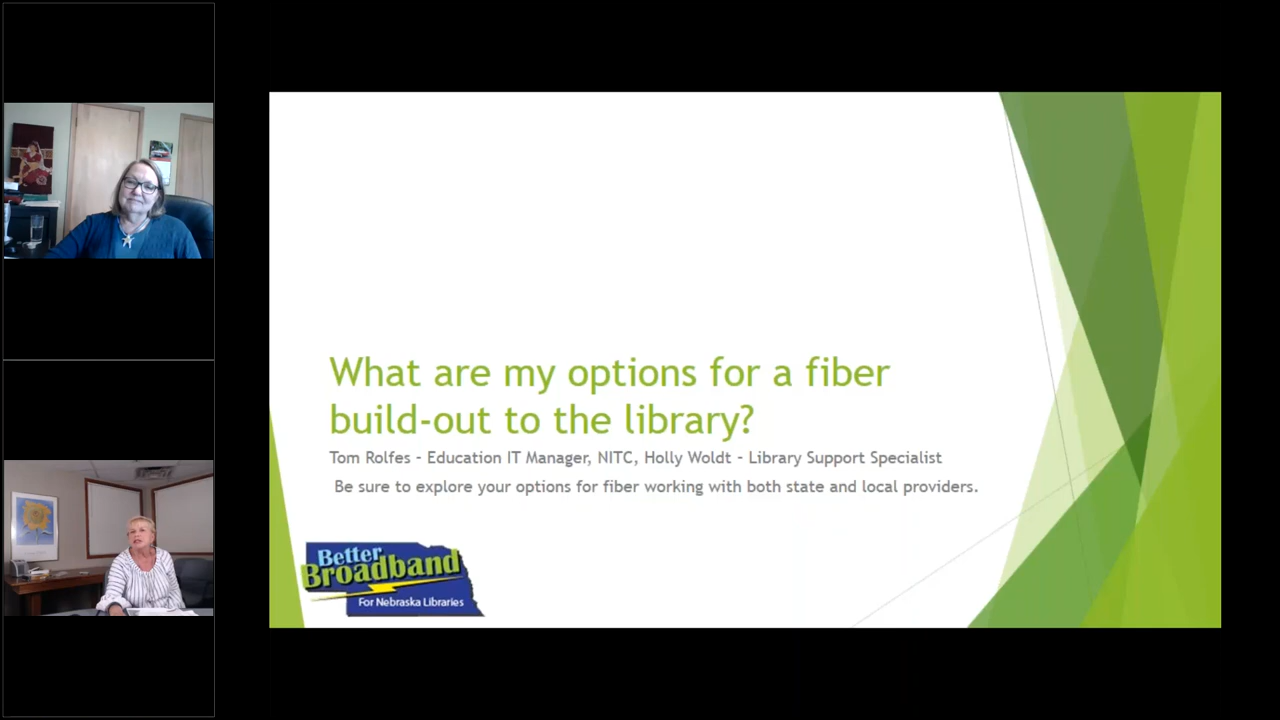 What are my options for a fiber
build-out to the library?
Tom Rolfes - Education IT Manager, NITC, Holly Woldt – Library Support Specialist
Be sure to explore your options for fiber working with both state and local providers.
Better
Broadband
For Nebraska Libraries